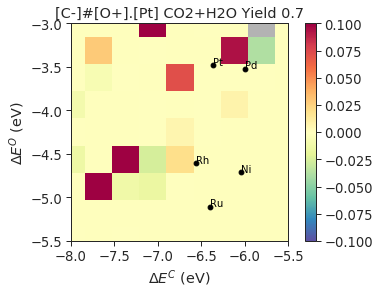 [C-]#[O+].[Pt] CO2+H2O Yield 0.7
-3.0
-3.5
-4.0
-4.5
-5.0
-5.5
ΔE^O (eV)
Pt
Pd
Rh
Ni
Ru
-8.0 -7.5 -7.0 -6.5 -6.0 -5.5
ΔE^C (eV)
0.100
0.075
0.050
0.025
0.000
-0.025
-0.050
-0.075
-0.100